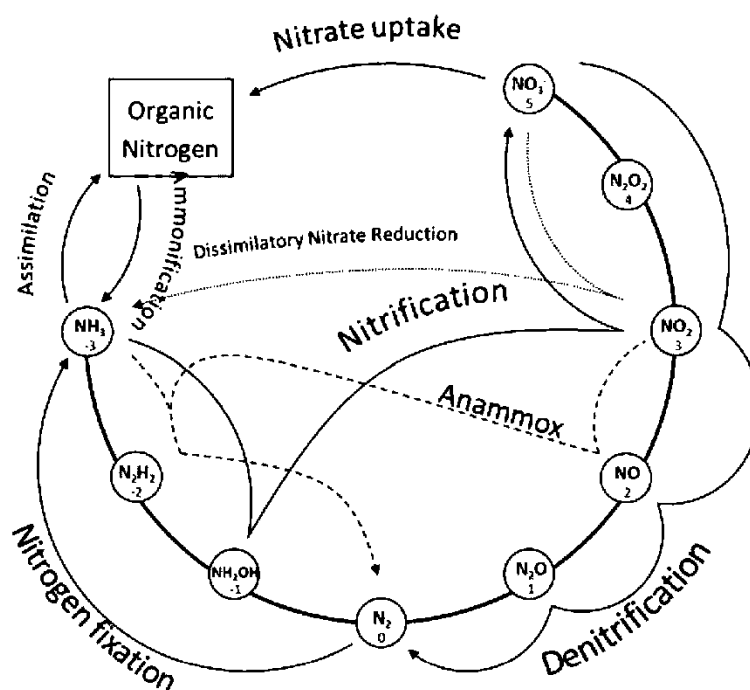 Nitrate uptake
NO₃⁻
5
Organic
Nitrogen
N₂O₂
4
Assimilation
mmonification
Dissimilatory Nitrate Reduction
NH₃
-3
Nitrification
NO₂
3
Anammox
N₂H₂
-2
NO
2
NH₂OH
-1
N₂O
1
Nitrogen fixation
N₂
0
Denitrification